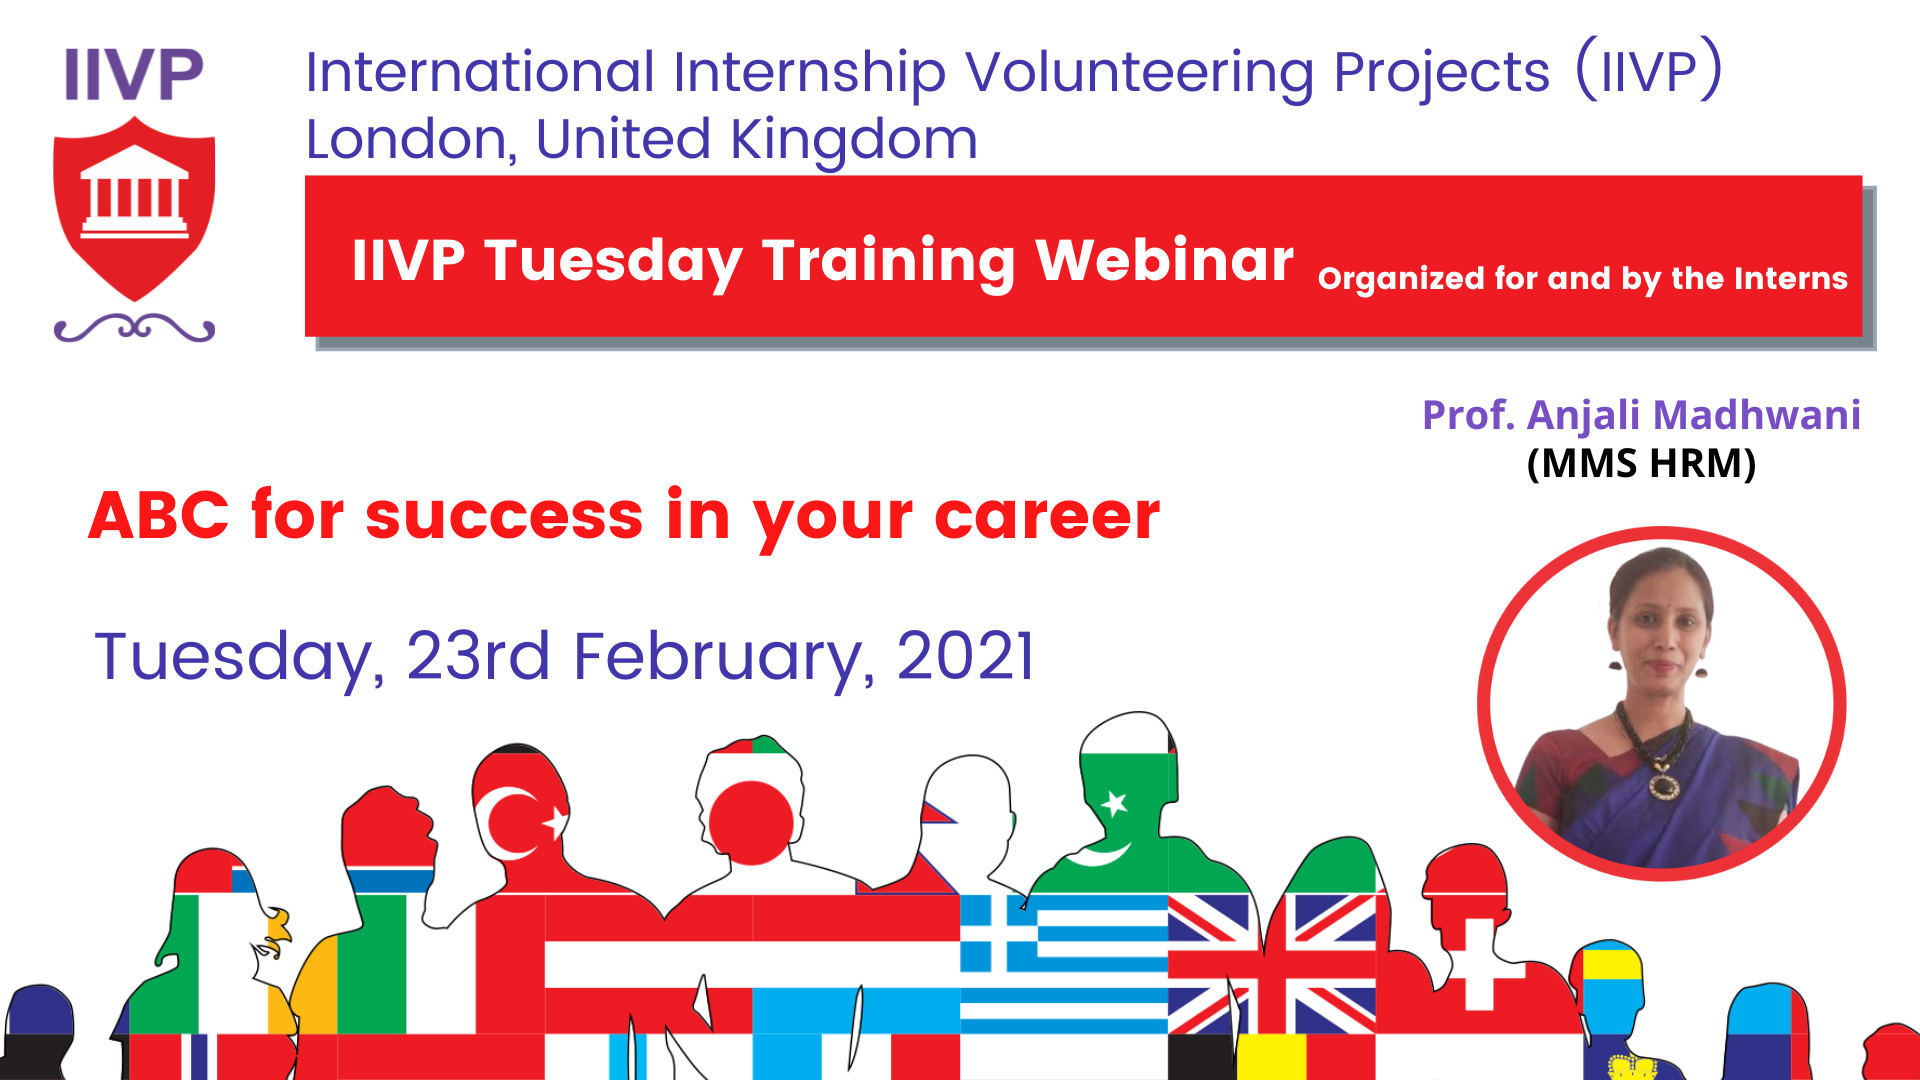 IIVP
International Internship Volunteering Projects (IIVP)
London, United Kingdom
IIVP Tuesday Training Webinar Organized for and by the Interns
Prof. Anjali Madhwani
(MMS HRM)
ABC for success in your career
Tuesday, 23rd February, 2021